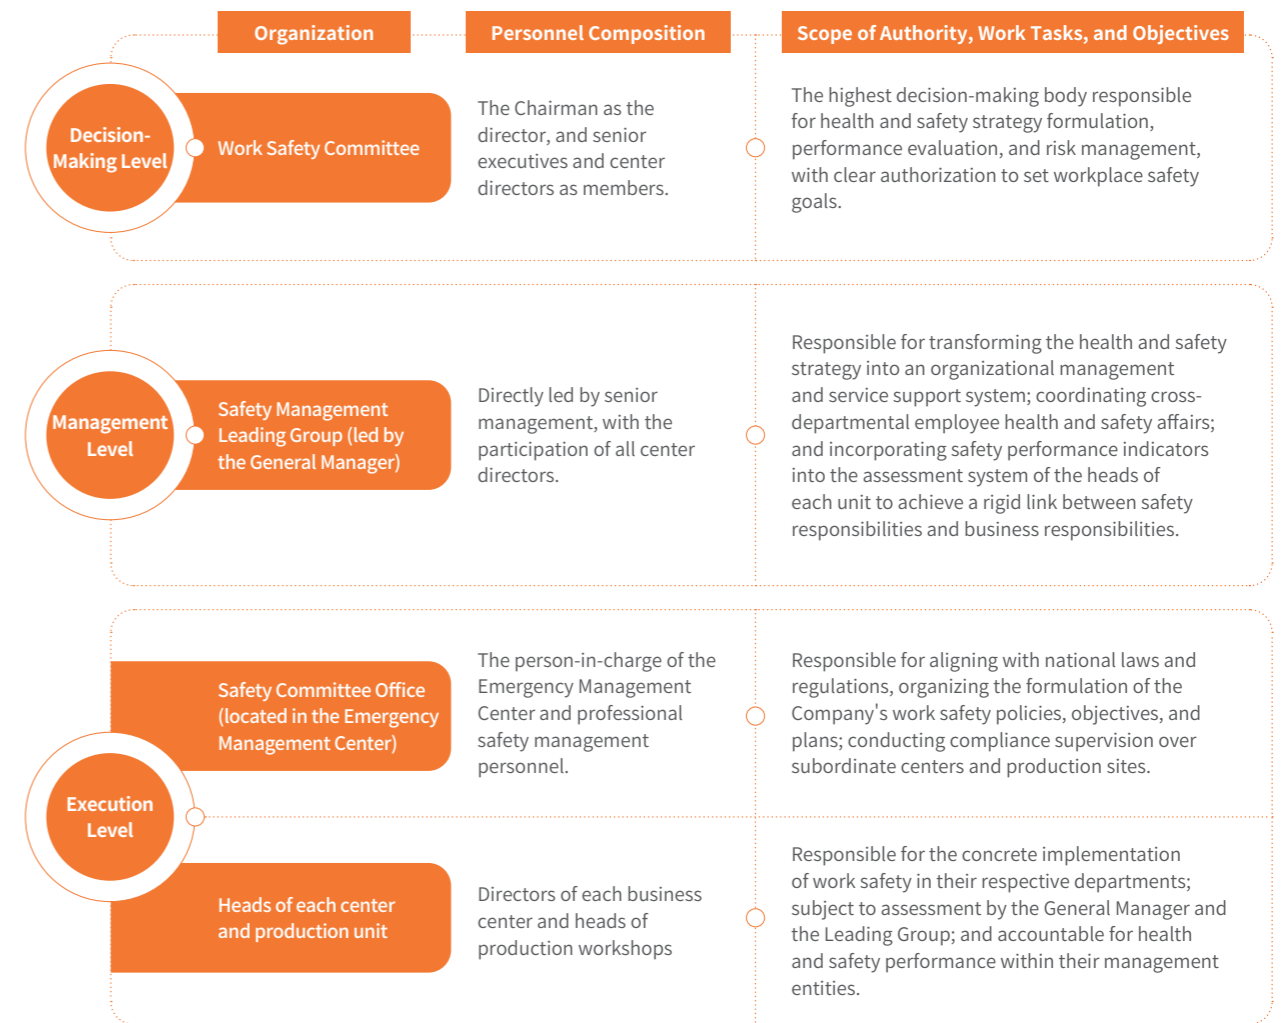 Organization
Personnel Composition
Scope of Authority, Work Tasks, and Objectives
Decision-
Making Level
Work Safety Committee
The Chairman as the
director, and senior
executives and center
directors as members.
The highest decision-making body responsible
for health and safety strategy formulation,
performance evaluation, and risk management,
with clear authorization to set workplace safety
goals.
Management
Level
Safety Management
Leading Group (led by
the General Manager)
Directly led by senior
management, with the
participation of all center
directors.
Responsible for transforming the health and safety
strategy into an organizational management
and service support system; coordinating cross-
departmental employee health and safety affairs;
and incorporating safety performance indicators
into the assessment system of the heads of
each unit to achieve a rigid link between safety
responsibilities and business responsibilities.
Execution
Level
Safety Committee Office
(located in the Emergency
Management Center)
The person-in-charge of the
Emergency Management
Center and professional
safety management
personnel.
Responsible for aligning with national laws and
regulations, organizing the formulation of the
Company's work safety policies, objectives, and
plans; conducting compliance supervision over
subordinate centers and production sites.
Heads of each center
and production unit
Directors of each business
center and heads of
production workshops
Responsible for the concrete implementation
of work safety in their respective departments;
subject to assessment by the General Manager and
the Leading Group; and accountable for health
and safety performance within their management
entities.